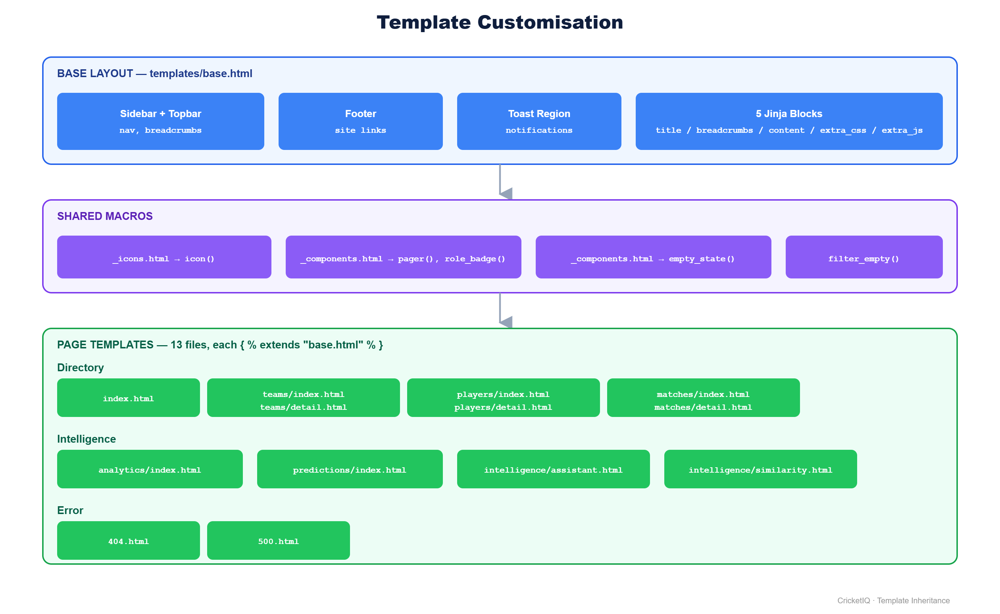 Template Customisation
BASE LAYOUT — templates/base.html
Sidebar + Topbar
nav, breadcrumbs
Footer
site links
Toast Region
notifications
5 Jinja Blocks
title / breadcrumbs / content / extra_css / extra_js
SHARED MACROS
_icons.html → icon()
_components.html → pager(), role_badge()
_components.html → empty_state()
filter_empty()
PAGE TEMPLATES — 13 files, each { % extends "base.html" % }
Directory
index.html
teams/index.html
teams/detail.html
players/index.html
players/detail.html
matches/index.html
matches/detail.html
Intelligence
analytics/index.html
predictions/index.html
intelligence/assistant.html
intelligence/similarity.html
Error
404.html
500.html
CricketIQ · Template Inheritance